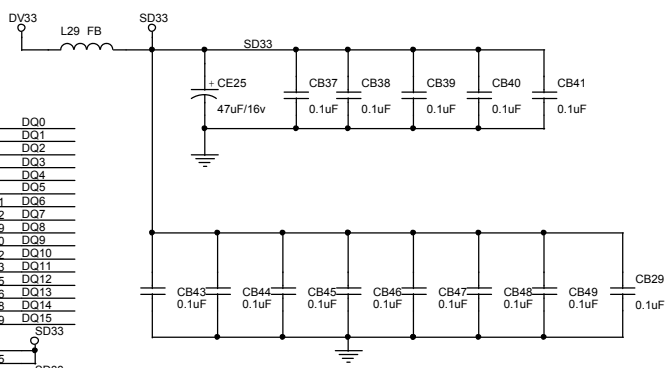 DV33
SD33
L29 FB
SD33
+ CE25
CB37
CB38
CB39
CB40
CB41
47uF/16v
0.1uF
0.1uF
0.1uF
0.1uF
0.1uF
DQ0
DQ1
DQ2
DQ3
DQ4
DQ5
DQ6
DQ7
DQ8
DQ9
DQ10
DQ11
DQ12
DQ13
DQ14
DQ15
SD33
CB43
CB44
CB45
CB46
CB47
CB48
CB49
CB29
0.1uF
0.1uF
0.1uF
0.1uF
0.1uF
0.1uF
0.1uF
0.1uF